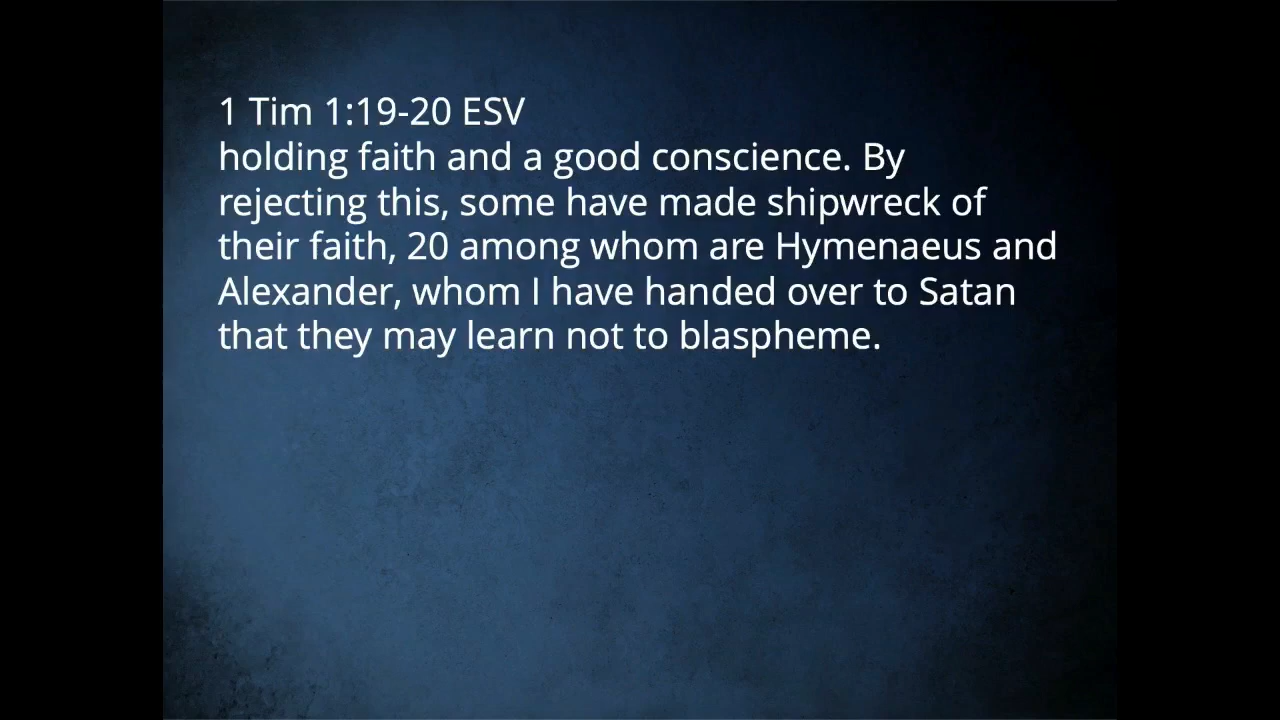 1 Tim 1:19-20 ESV
holding faith and a good conscience. By
rejecting this, some have made shipwreck of
their faith, 20 among whom are Hymenaeus and
Alexander, whom I have handed over to Satan
that they may learn not to blaspheme.